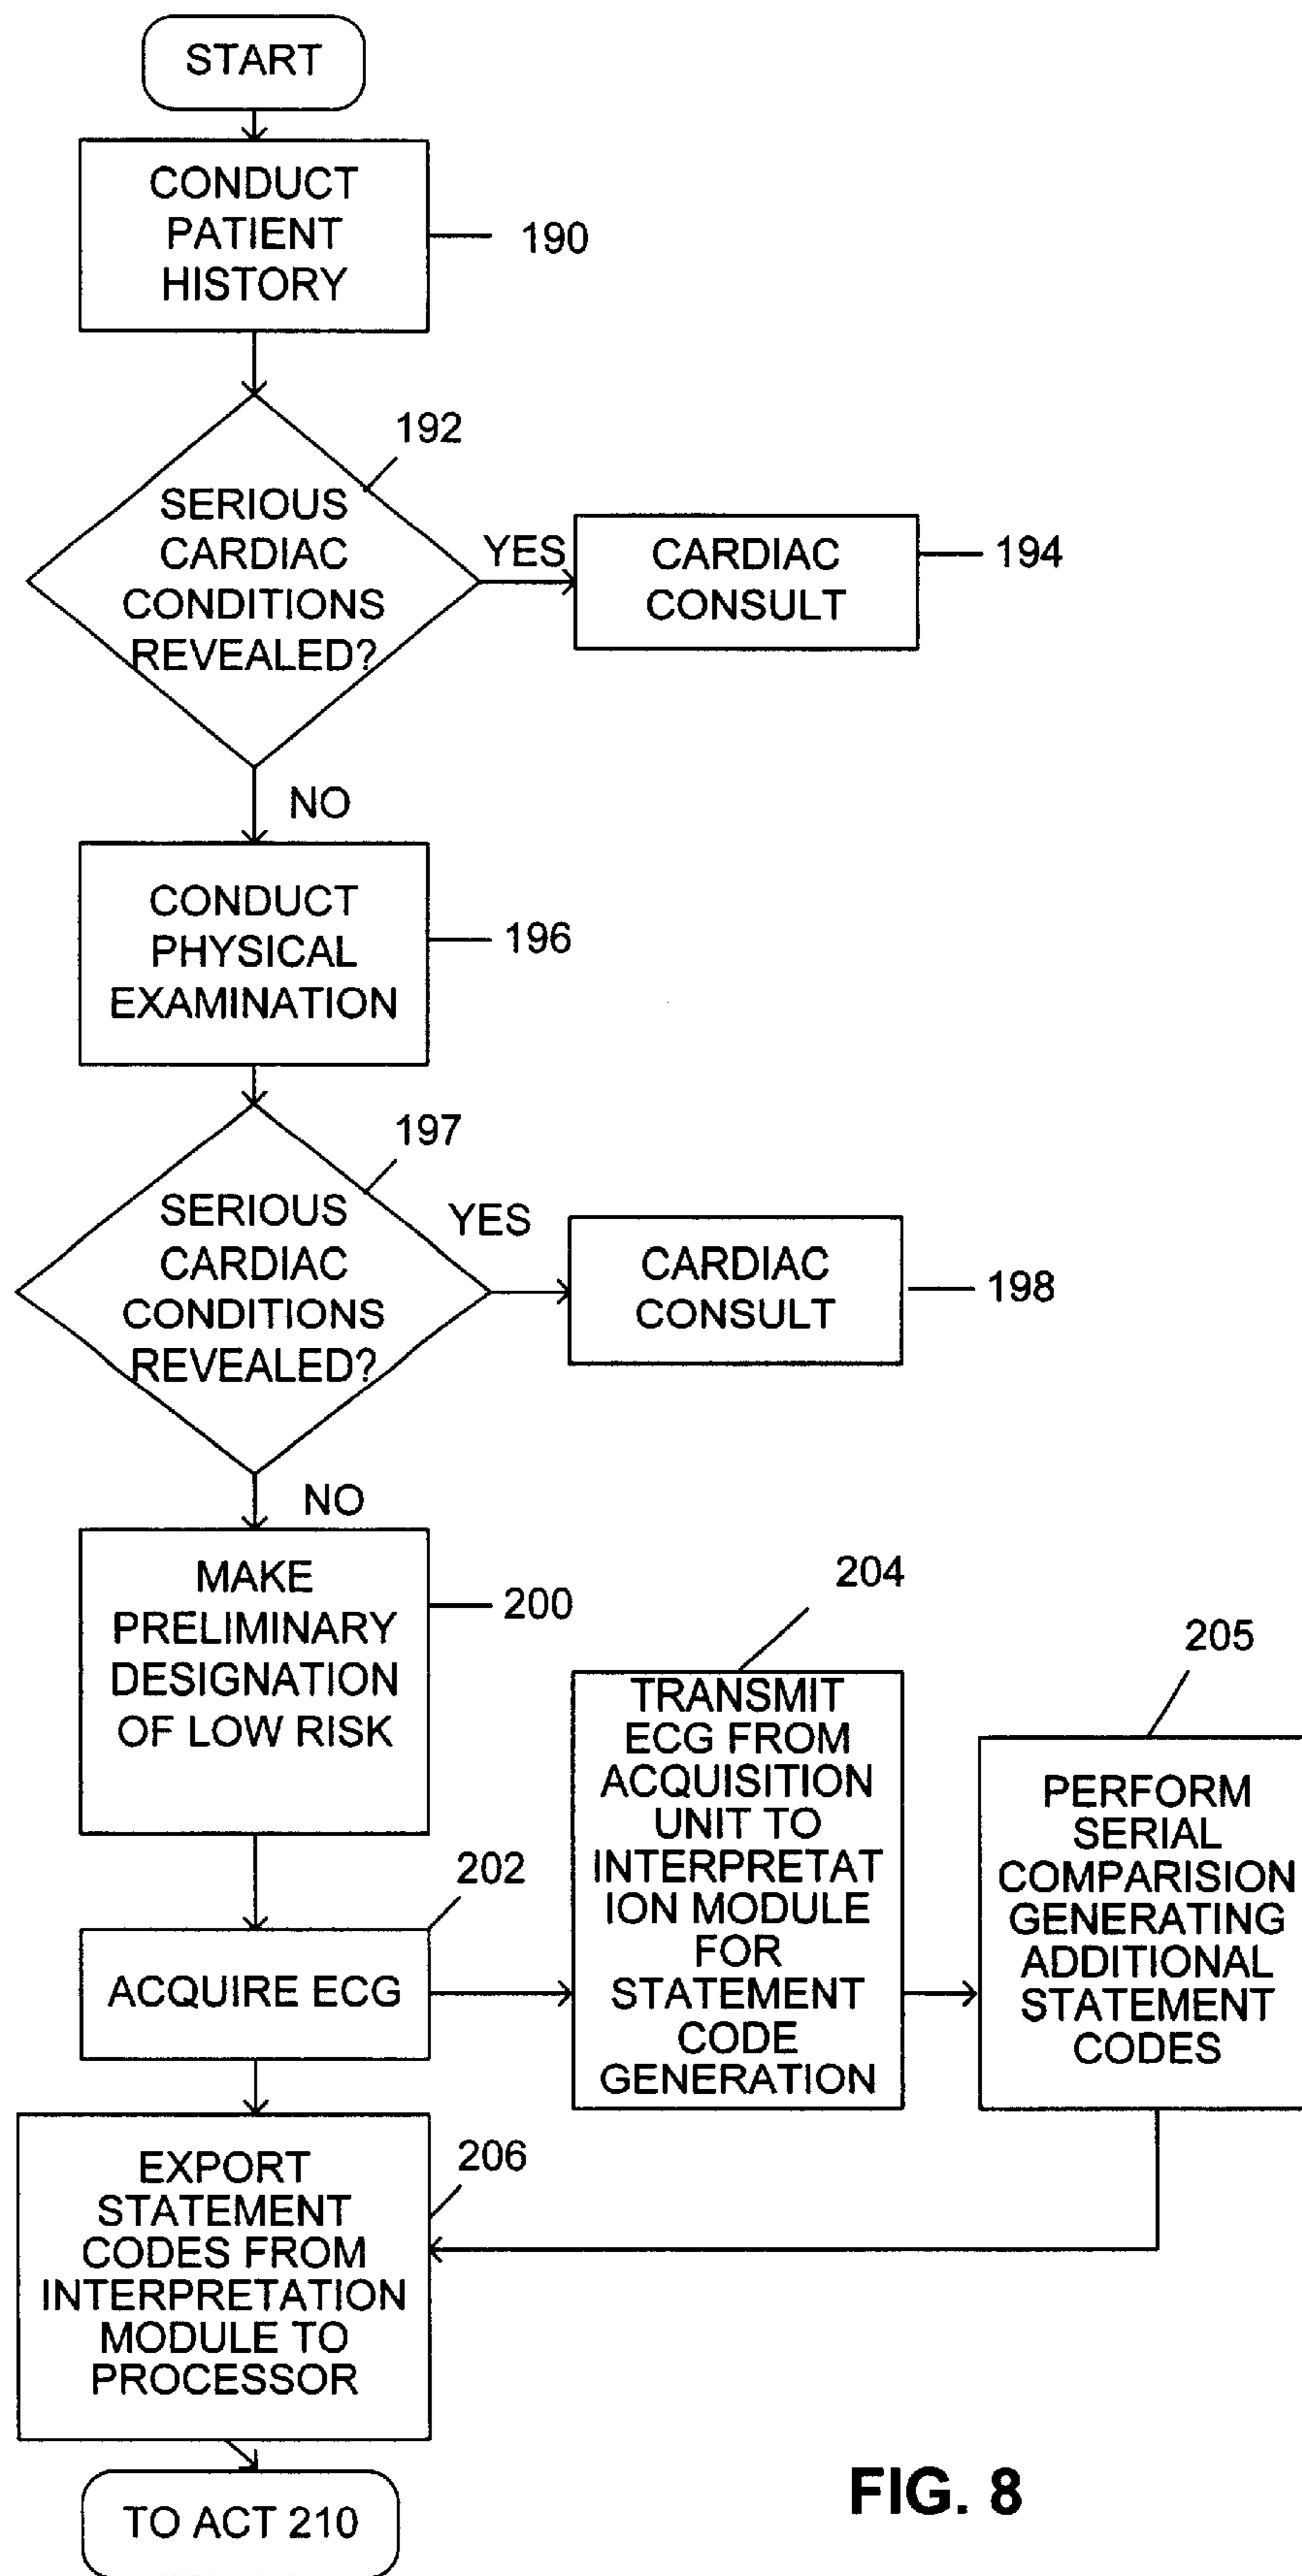 START
CONDUCT
PATIENT
HISTORY
190
192
SERIOUS
CARDIAC
CONDITIONS
REVEALED?
YES
CARDIAC
CONSULT
194
NO
CONDUCT
PHYSICAL
EXAMINATION
196
197
SERIOUS
CARDIAC
CONDITIONS
REVEALED?
YES
CARDIAC
CONSULT
198
NO
MAKE
PRELIMINARY
DESIGNATION
OF LOW RISK
200
202
ACQUIRE ECG
204
TRANSMIT
ECG FROM
ACQUISITION
UNIT TO
INTERPRETAT
ION MODULE
FOR
STATEMENT
CODE
GENERATION
205
PERFORM
SERIAL
COMPARISION
GENERATING
ADDITIONAL
STATEMENT
CODES
206
EXPORT
STATEMENT
CODES FROM
INTERPRETATION
MODULE TO
PROCESSOR
TO ACT 210
FIG. 8